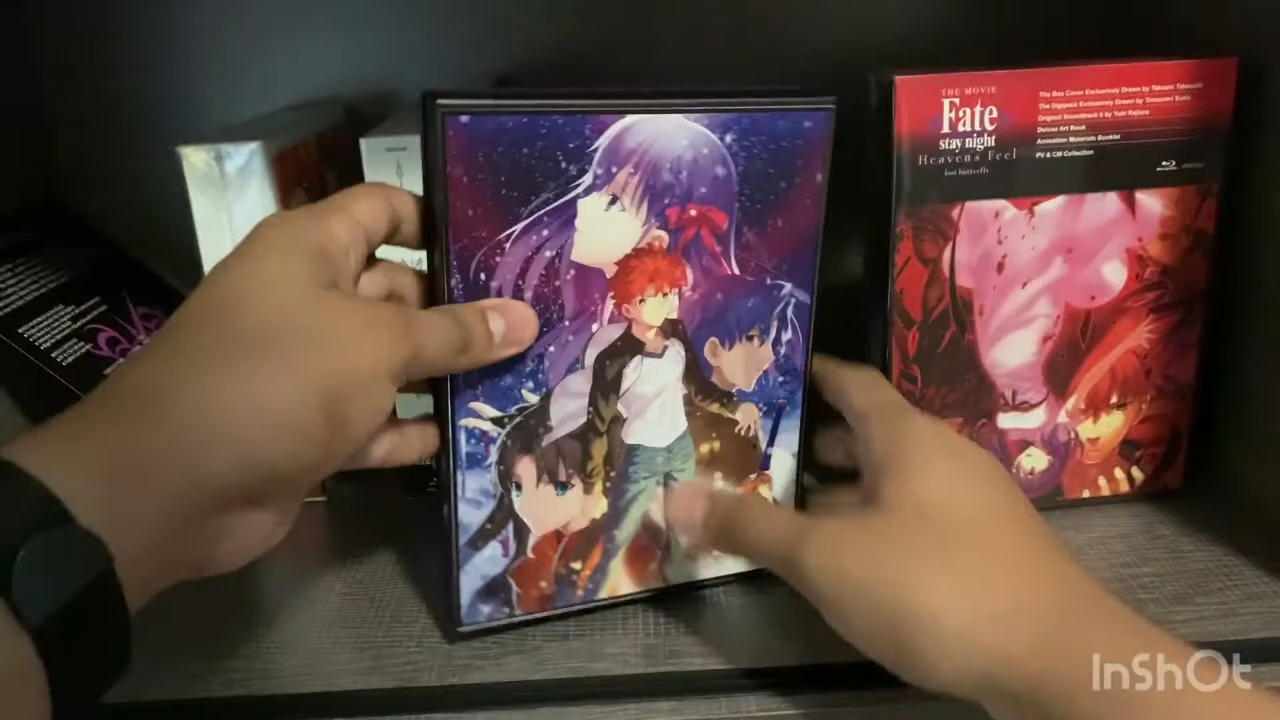 THE MOVIE
Fate
stay night
Heaven's Feel
lost butterfly
The Box Cover Exclusively Drawn by Takashi Takeuchi
The Digipack Exclusively Drawn by Tomonori Sudo
Original Soundtrack II by Yuki Kajiura
Deluxe Art Book
Animation Materials Booklet
PV & CM Collection
InShOt